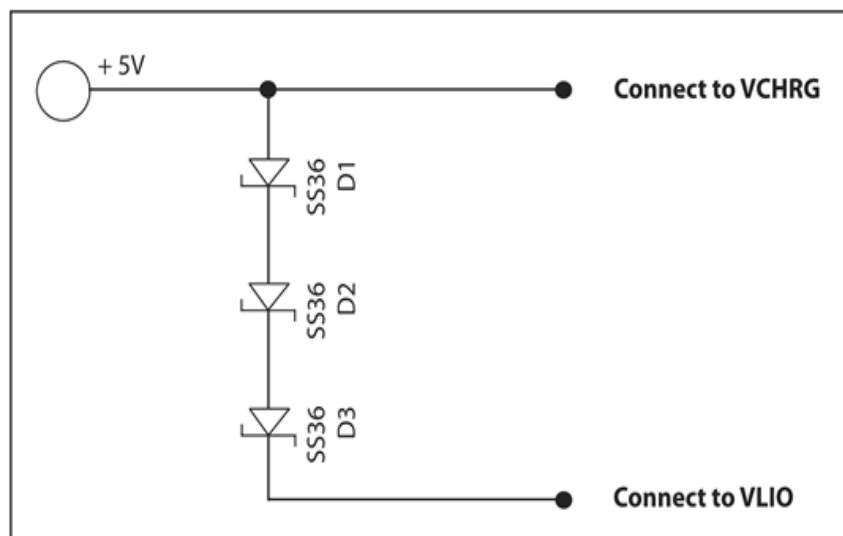 + 5V
Connect to VCHRG
SS36
D1
SS36
D2
SS36
D3
Connect to VLIO